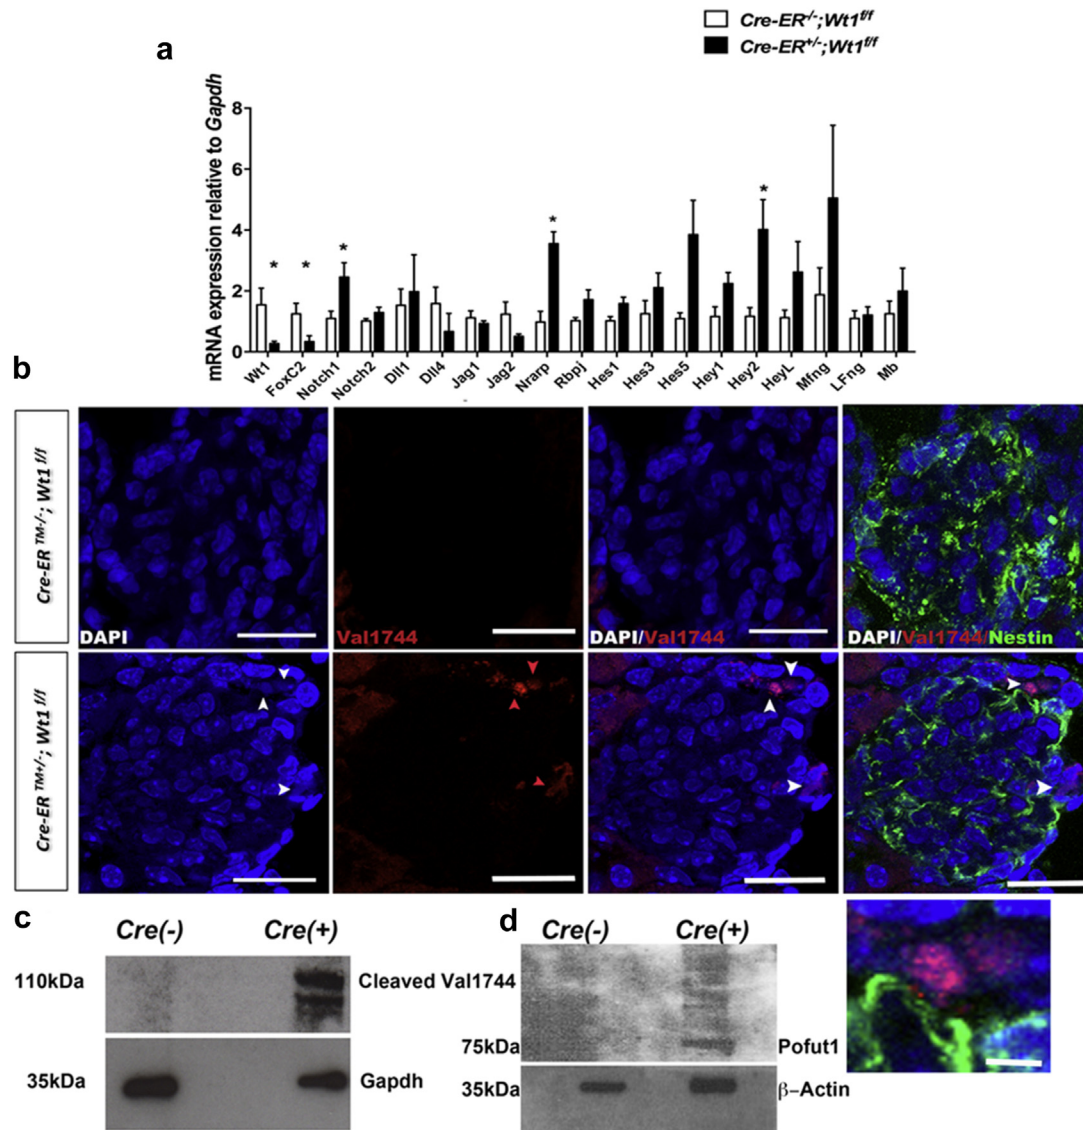 Cre-ER-/-;Wt1f/f
Cre-ER+/-;Wt1f/f
a
mRNA expression relative to Gapdh
8
6
4
2
0
* * * * *
Wt1 FoxC2 Notch1 Notch2 Dll1 Dll4 Jag1 Jag2 Nrarp Rbpj Hes1 Hes3 Hes5 Hey1 Hey2 HeyL Mfng LFng Mb
b
Cre-ER TM-/-; Wt1 f/f
DAPI
Val1744
DAPI/Val1744
DAPI/Val1744/Nestin
Cre-ER TM+/-; Wt1 f/f
c
Cre(-) Cre(+)
110kDa
Cleaved Val1744
35kDa
Gapdh
d
Cre(-) Cre(+)
75kDa
Pofut1
35kDa
β-Actin